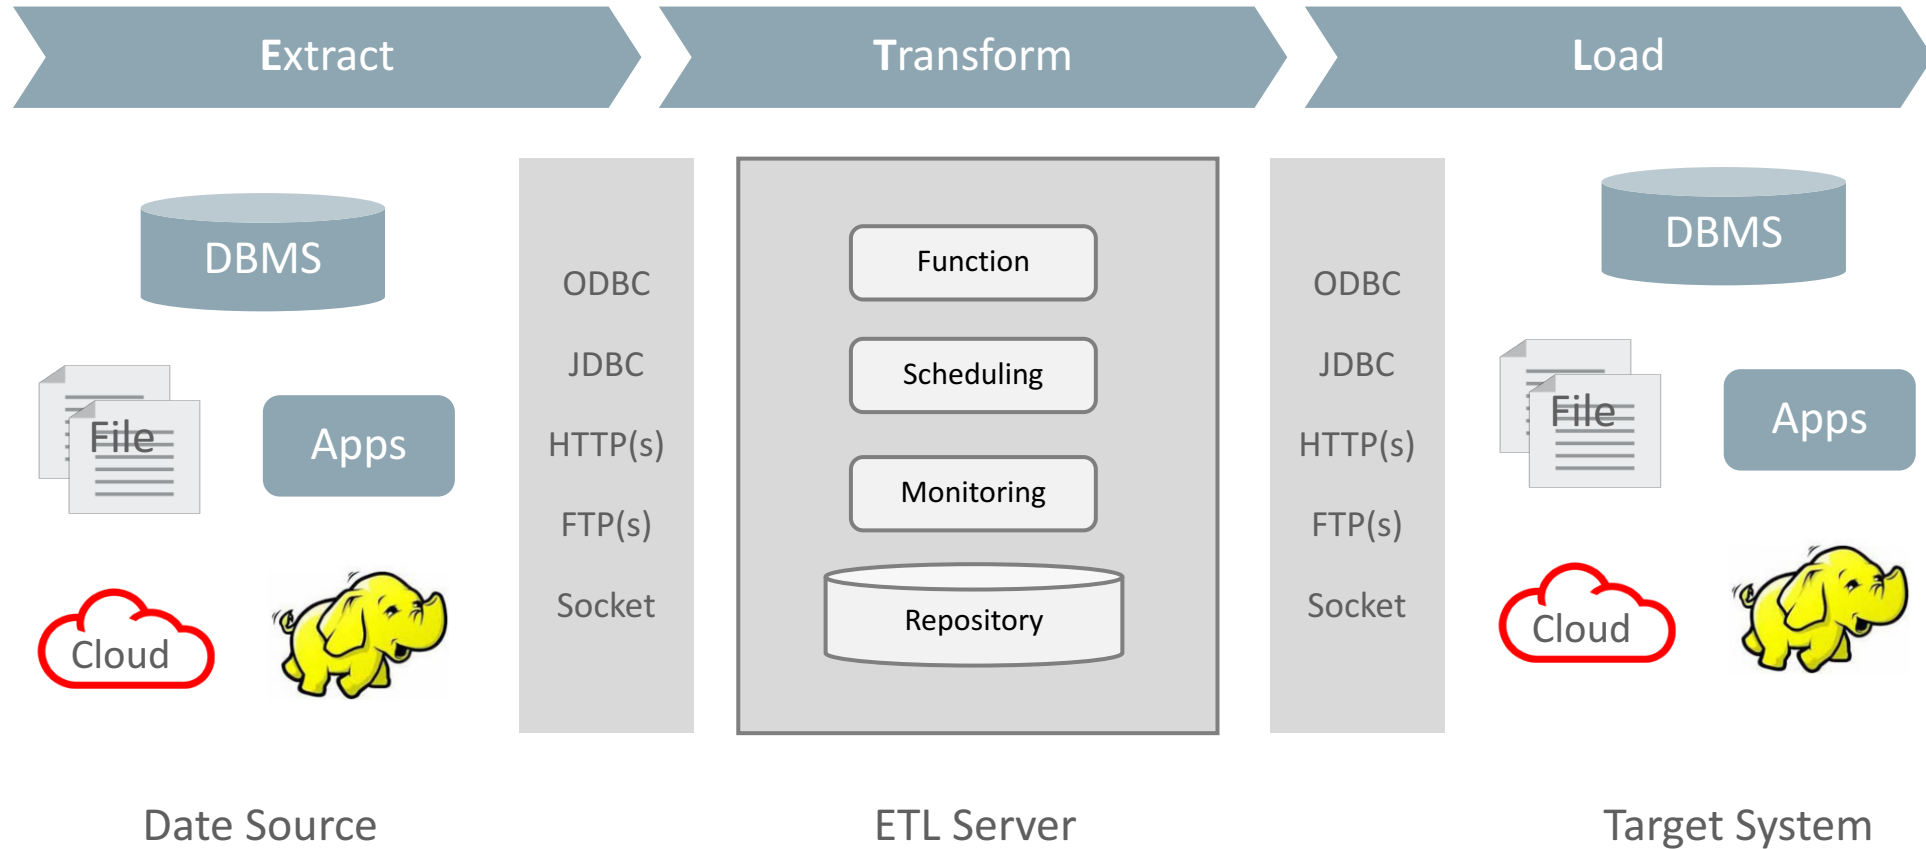 Extract
Transform
Load
DBMS
File
Apps
Cloud
ODBC
JDBC
HTTP(s)
FTP(s)
Socket
Function
Scheduling
Monitoring
Repository
ODBC
JDBC
HTTP(s)
FTP(s)
Socket
DBMS
File
Apps
Cloud
Date Source
ETL Server
Target System